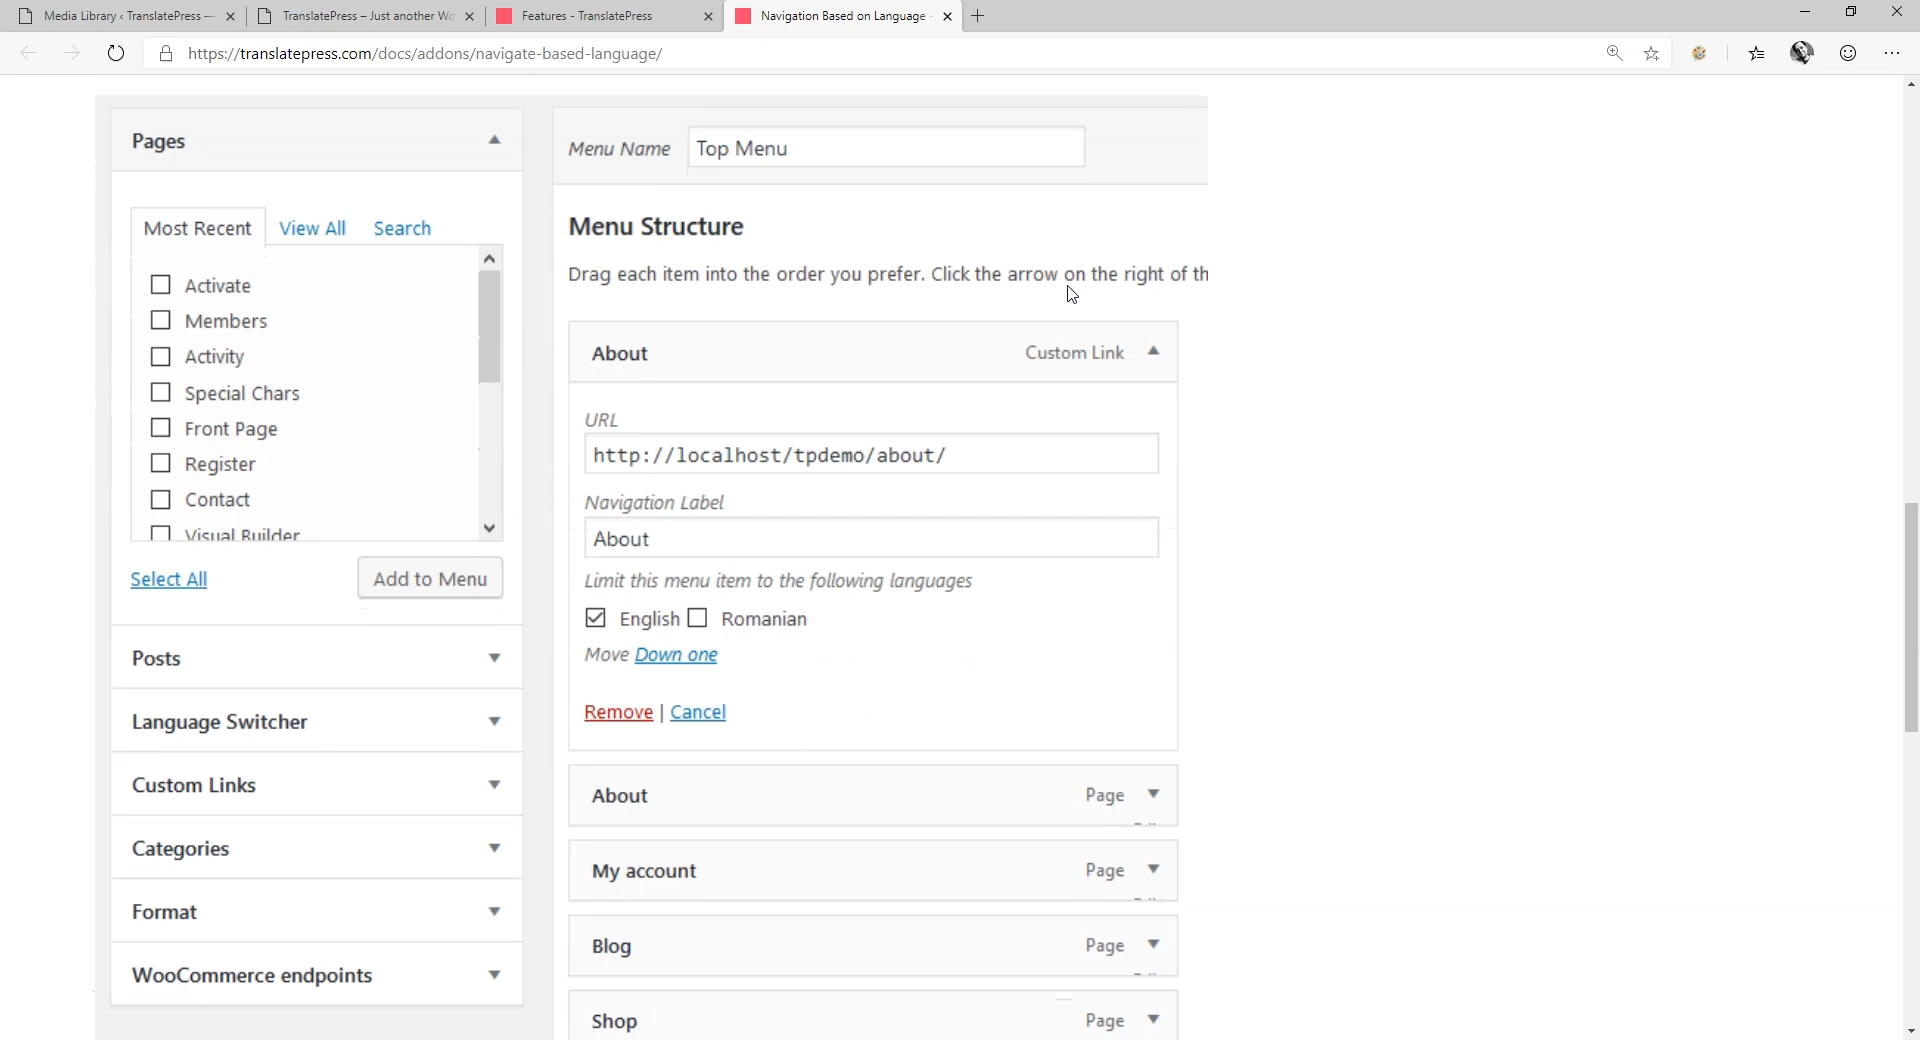 Media Library ‹ TranslatePress —
TranslatePress – Just another Wo
Features - TranslatePress
Navigation Based on Language -
https://translatepress.com/docs/addons/navigate-based-language/
Pages
Most Recent
View All
Search
Activate
Members
Activity
Special Chars
Front Page
Register
Contact
Visual Builder
Select All
Add to Menu
Posts
Language Switcher
Custom Links
Categories
Format
WooCommerce endpoints
Menu Name
Top Menu
Menu Structure
Drag each item into the order you prefer. Click the arrow on the right of th
About
Custom Link
URL
http://localhost/tpdemo/about/
Navigation Label
About
Limit this menu item to the following languages
English
Romanian
Move Down one
Remove | Cancel
About
Page
My account
Page
Blog
Page
Shop
Page